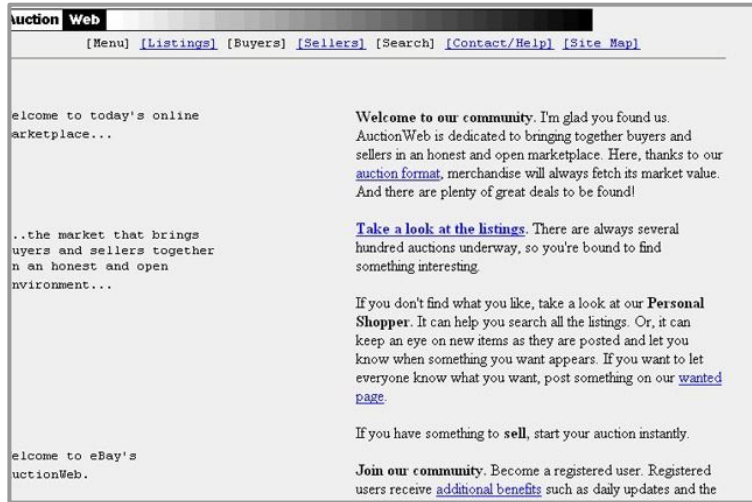 uction Web
[Menu] [Listings] [Buyers] [Sellers] [Search] [Contact/Help] [Site Map]
elcome to today's online
arketplace...
..the market that brings
uyers and sellers together
n an honest and open
nvironment...
elcome to eBay's
uctionWeb.
Welcome to our community. I'm glad you found us.
AuctionWeb is dedicated to bringing together buyers and
sellers in an honest and open marketplace. Here, thanks to our
auction format, merchandise will always fetch its market value.
And there are plenty of great deals to be found!
Take a look at the listings. There are always several
hundred auctions underway, so you're bound to find
something interesting.
If you don't find what you like, take a look at our Personal
Shopper. It can help you search all the listings. Or, it can
keep an eye on new items as they are posted and let you
know when something you want appears. If you want to let
everyone know what you want, post something on our wanted
page.
If you have something to sell, start your auction instantly.
Join our community. Become a registered user. Registered
users receive additional benefits such as daily updates and the